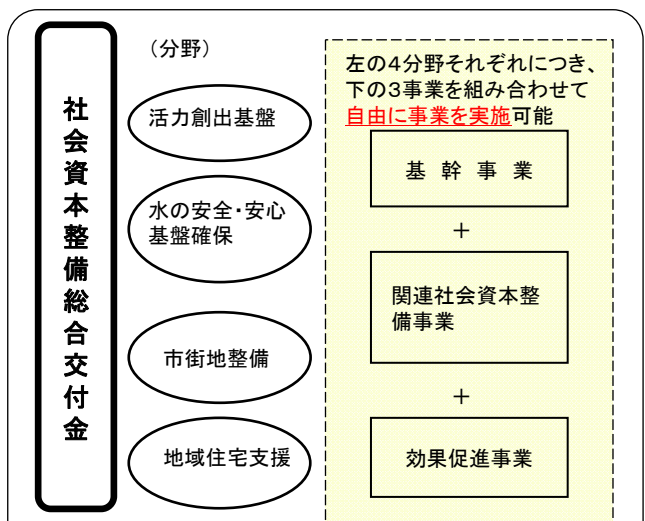 社会資本整備総合交付金
（分野）
活力創出基盤
水の安全・安心
基盤確保
市街地整備
地域住宅支援
左の４分野それぞれにつき、
下の３事業を組み合わせて
自由に事業を実施可能
基幹事業
＋
関連社会資本整
備事業
＋
効果促進事業